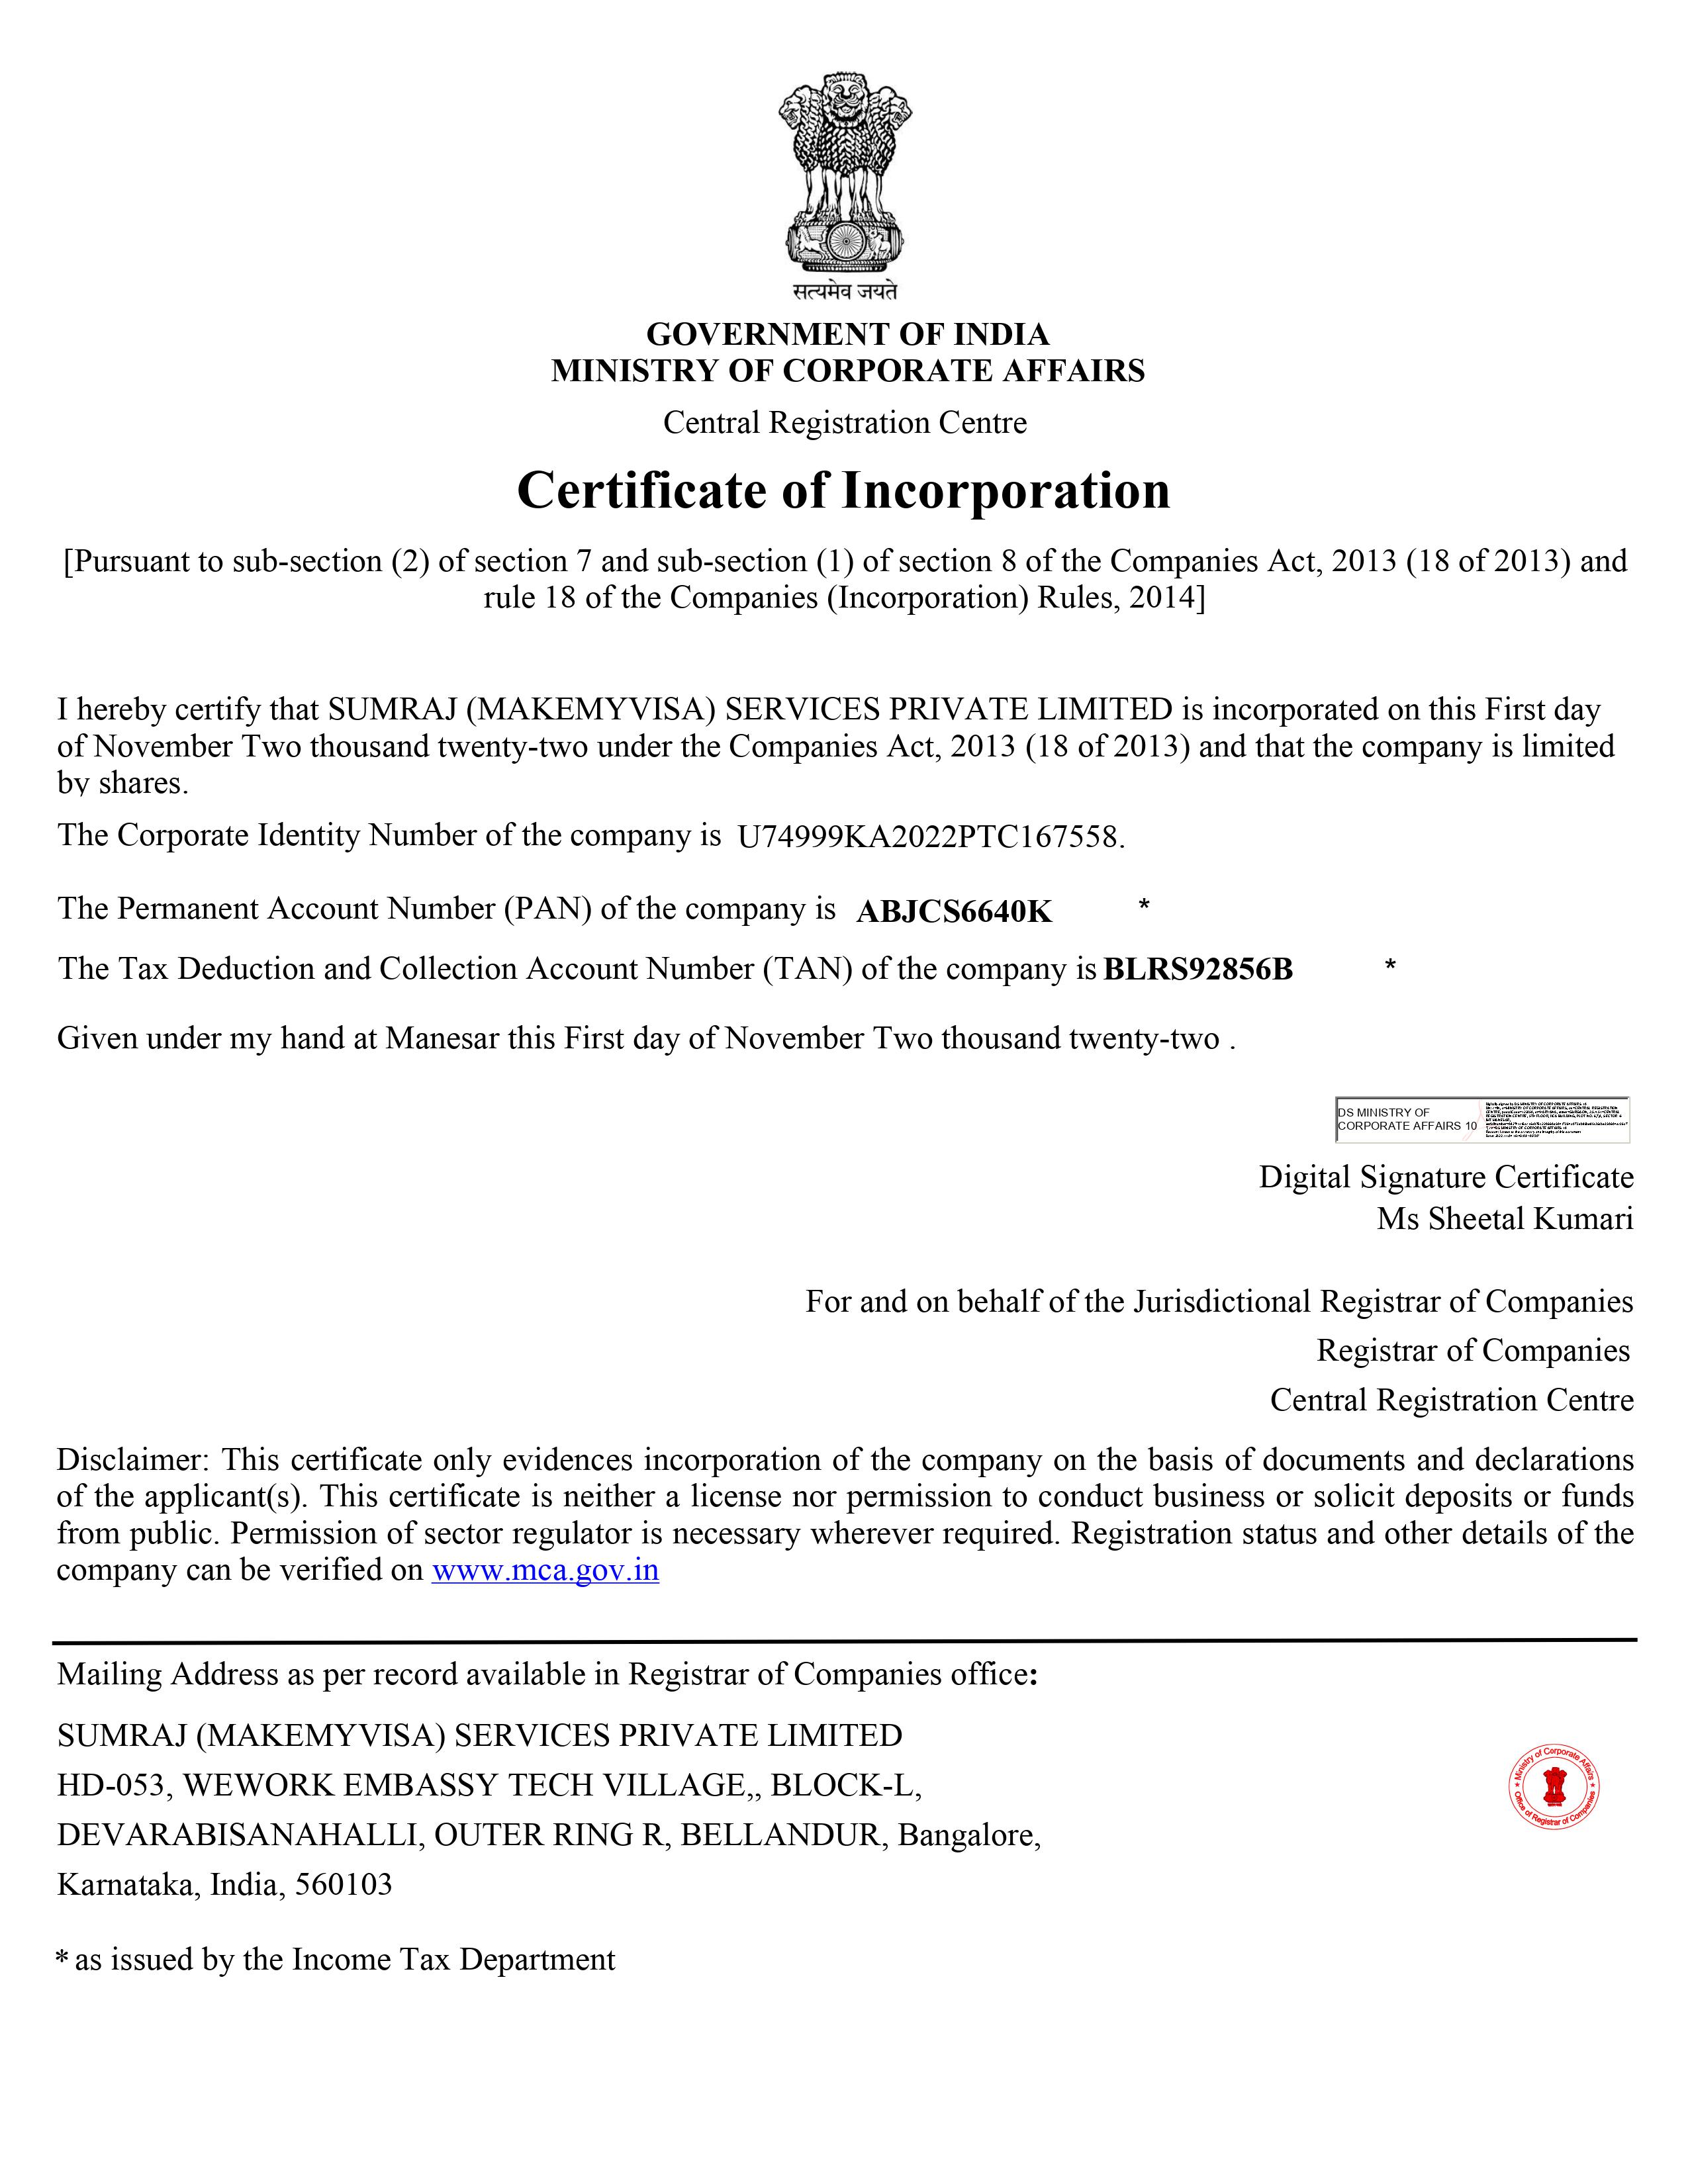 सत्यमेव जयते
GOVERNMENT OF INDIA
MINISTRY OF CORPORATE AFFAIRS
Central Registration Centre
Certificate of Incorporation
[Pursuant to sub-section (2) of section 7 and sub-section (1) of section 8 of the Companies Act, 2013 (18 of 2013) and
rule 18 of the Companies (Incorporation) Rules, 2014]
I hereby certify that SUMRAJ (MAKEMYVISA) SERVICES PRIVATE LIMITED is incorporated on this First day
of November Two thousand twenty-two under the Companies Act, 2013 (18 of 2013) and that the company is limited
by shares.
The Corporate Identity Number of the company is U74999KA2022PTC167558.
The Permanent Account Number (PAN) of the company is ABJCS6640K *
The Tax Deduction and Collection Account Number (TAN) of the company is BLRS92856B *
Given under my hand at Manesar this First day of November Two thousand twenty-two .
DS MINISTRY OF
CORPORATE AFFAIRS 10
Digital Signature Certificate
Ms Sheetal Kumari
For and on behalf of the Jurisdictional Registrar of Companies
Registrar of Companies
Central Registration Centre
Disclaimer: This certificate only evidences incorporation of the company on the basis of documents and declarations
of the applicant(s). This certificate is neither a license nor permission to conduct business or solicit deposits or funds
from public. Permission of sector regulator is necessary wherever required. Registration status and other details of the
company can be verified on www.mca.gov.in
Mailing Address as per record available in Registrar of Companies office:
SUMRAJ (MAKEMYVISA) SERVICES PRIVATE LIMITED
HD-053, WEWORK EMBASSY TECH VILLAGE,, BLOCK-L,
DEVARABISANAHALLI, OUTER RING R, BELLANDUR, Bangalore,
Karnataka, India, 560103
* as issued by the Income Tax Department
Ministry of Corporate Affairs
Office of Registrar of Companies